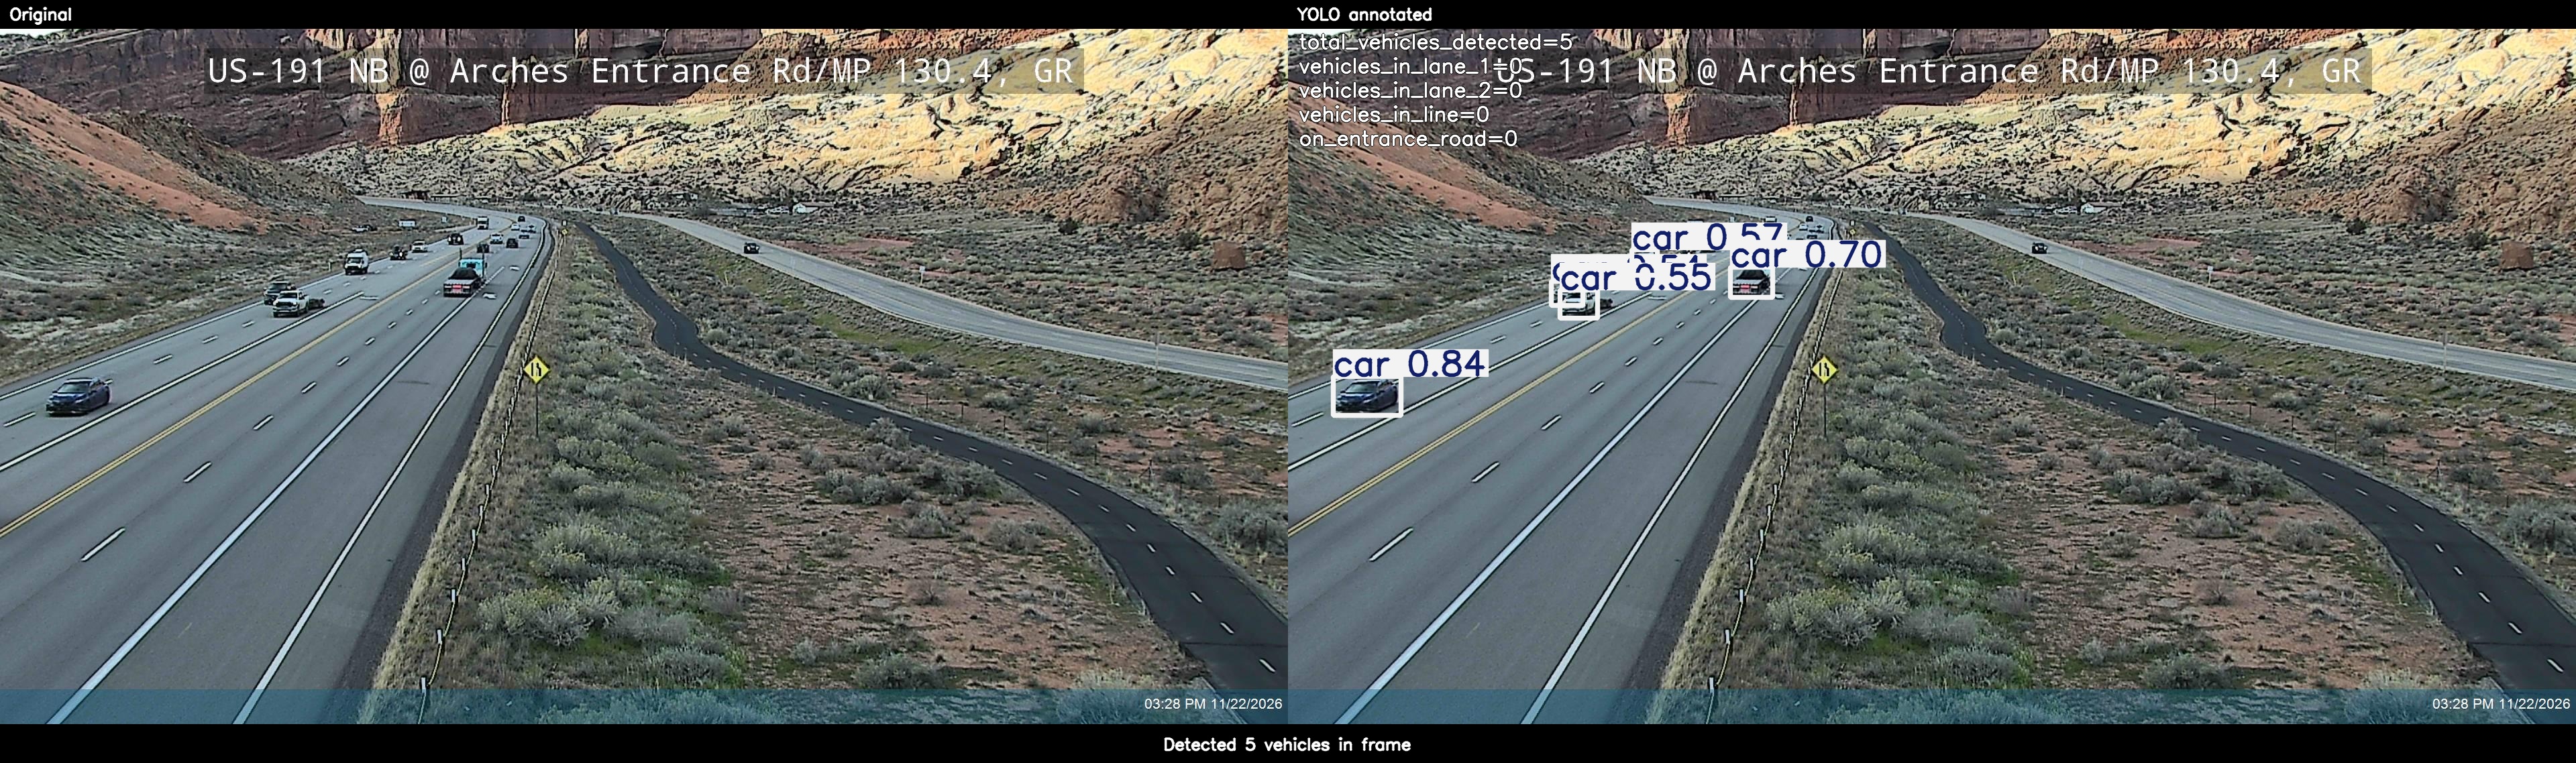 Original
US-191 NB @ Arches Entrance Rd/MP 130.4, GR
03:28 PM 11/22/2026
YOLO annotated
total_vehicles_detected=5
vehicles_in_lane_1=0
vehicles_in_lane_2=0
vehicles_in_line=0
on_entrance_road=0
US-191 NB @ Arches Entrance Rd/MP 130.4, GR
car 0.57
car 0.70
car 0.55
car 0.84
03:28 PM 11/22/2026
Detected 5 vehicles in frame